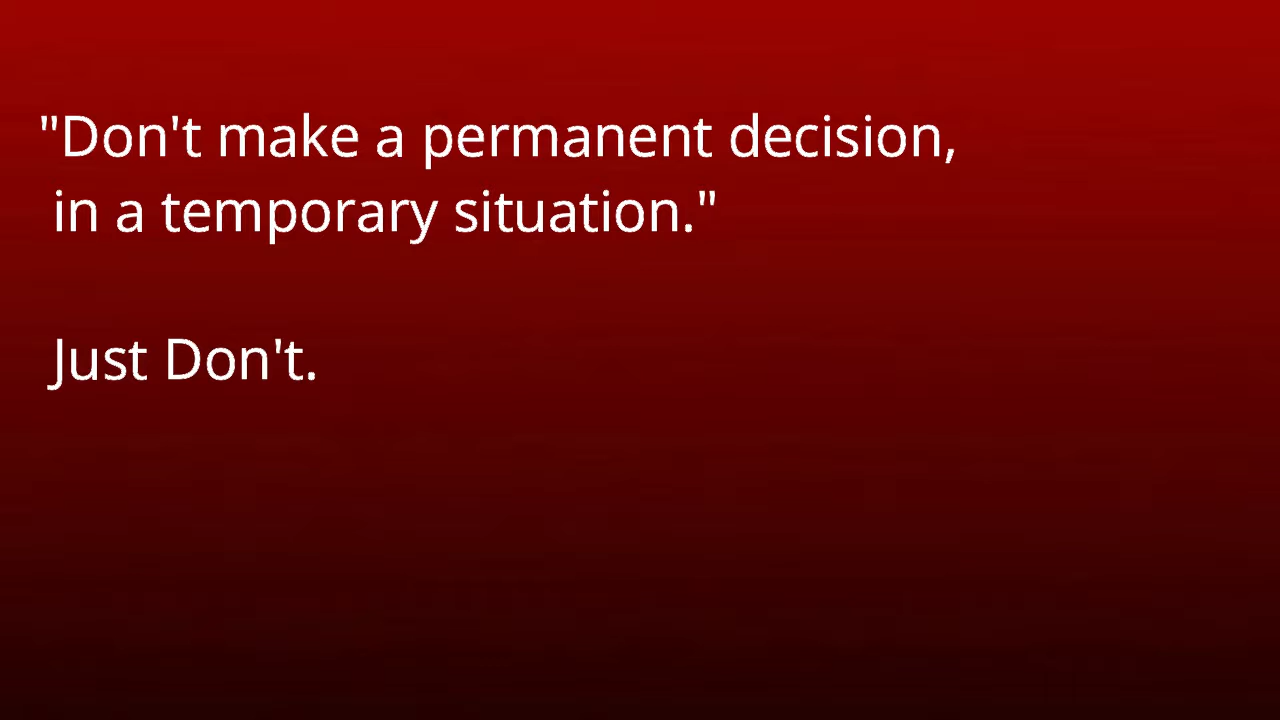 "Don't make a permanent decision,
in a temporary situation."
Just Don't.